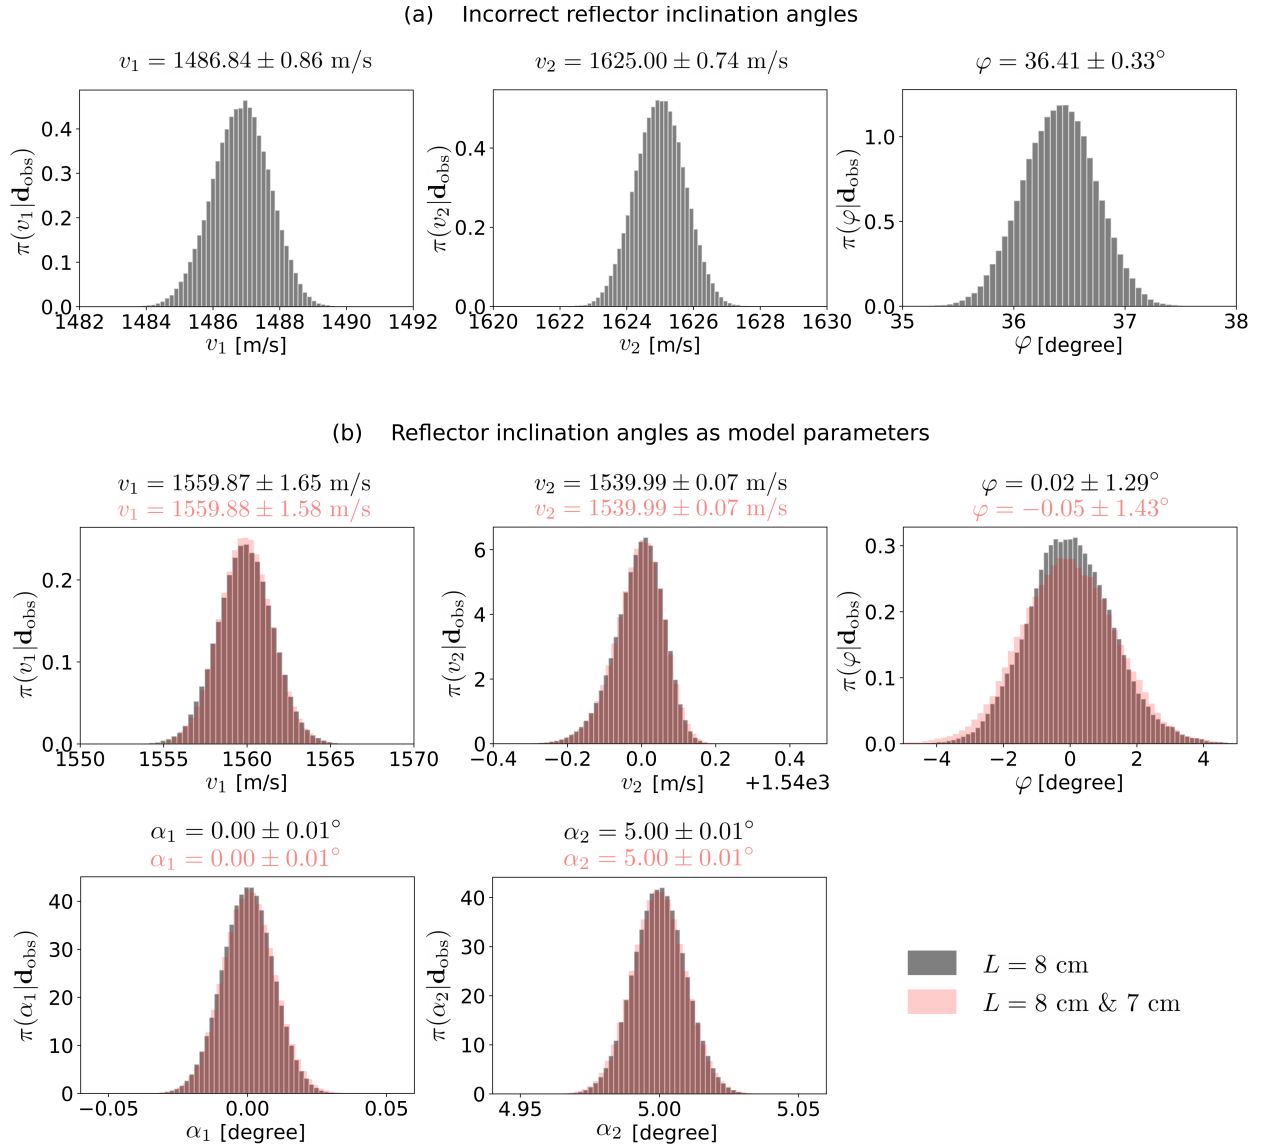 (a) Incorrect reflector inclination angles
v₁ = 1486.84 ± 0.86 m/s
v₂ = 1625.00 ± 0.74 m/s
φ = 36.41 ± 0.33°
π(v₁|d_obs)
0.4
0.3
0.2
0.1
0.0
1482 1484 1486 1488 1490 1492
v₁ [m/s]
π(v₂|d_obs)
0.4
0.2
0.0
1620 1622 1624 1626 1628 1630
v₂ [m/s]
π(φ|d_obs)
1.0
0.5
0.0
35 36 37 38
φ [degree]
(b) Reflector inclination angles as model parameters
v₁ = 1559.87 ± 1.65 m/s
v₁ = 1559.88 ± 1.58 m/s
v₂ = 1539.99 ± 0.07 m/s
v₂ = 1539.99 ± 0.07 m/s
φ = 0.02 ± 1.29°
φ = −0.05 ± 1.43°
π(v₁|d_obs)
0.2
0.1
0.0
1550 1555 1560 1565 1570
v₁ [m/s]
π(v₂|d_obs)
6
4
2
0
−0.4 −0.2 0.0 0.2 0.4
v₂ [m/s] +1.54e3
π(φ|d_obs)
0.3
0.2
0.1
0.0
−4 −2 0 2 4
φ [degree]
α₁ = 0.00 ± 0.01°
α₁ = 0.00 ± 0.01°
α₂ = 5.00 ± 0.01°
α₂ = 5.00 ± 0.01°
π(α₁|d_obs)
40
30
20
10
0
−0.05 0.00 0.05
α₁ [degree]
π(α₂|d_obs)
40
30
20
10
0
4.95 5.00 5.05
α₂ [degree]
L = 8 cm
L = 8 cm & 7 cm